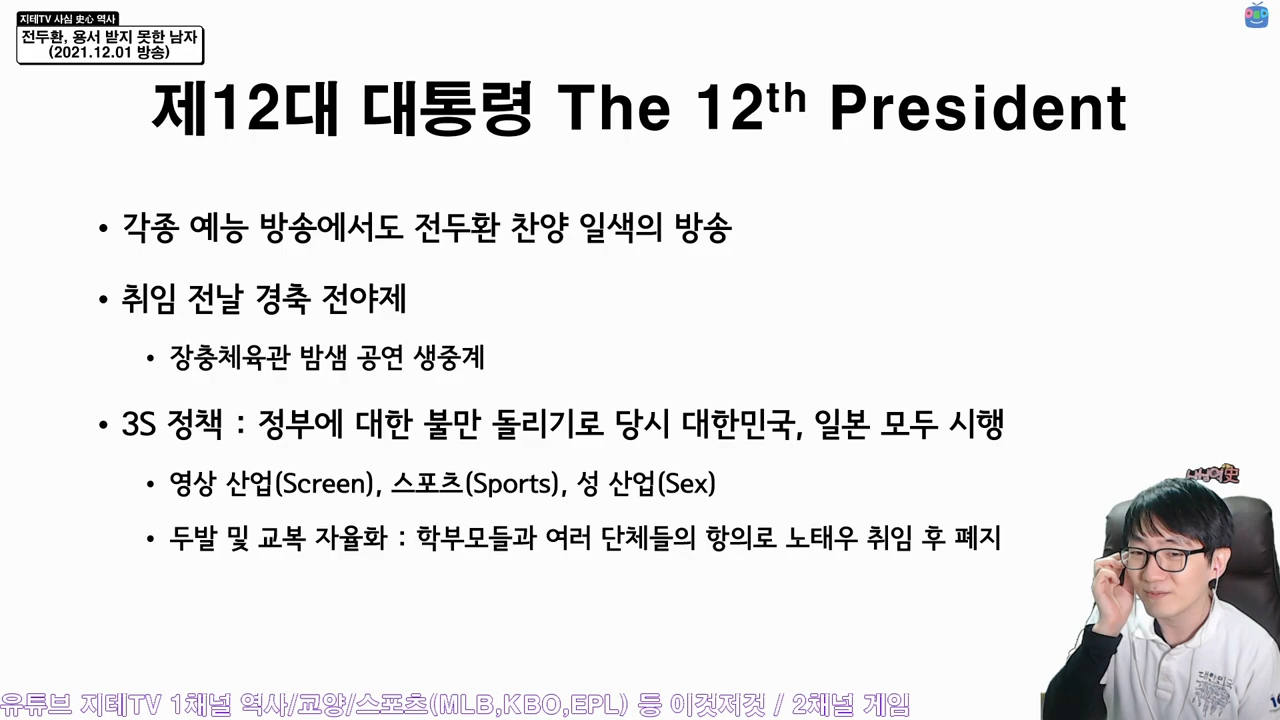 지테TV 사심 史心 역사
전두환, 용서 받지 못한 남자
(2021.12.01 방송)
제12대 대통령 The 12th President
• 각종 예능 방송에서도 전두환 찬양 일색의 방송
• 취임 전날 경축 전야제
• 장충체육관 밤샘 공연 생중계
• 3S 정책 : 정부에 대한 불만 돌리기로 당시 대한민국, 일본 모두 시행
• 영상 산업(Screen), 스포츠(Sports), 성 산업(Sex)
• 두발 및 교복 자율화 : 학부모들과 여러 단체들의 항의로 노태우 취임 후 폐지
대한민국
유튜브 지테TV 1채널 역사/교양/스포츠(MLB,KBO,EPL) 등 이것저것 / 2채널 게임